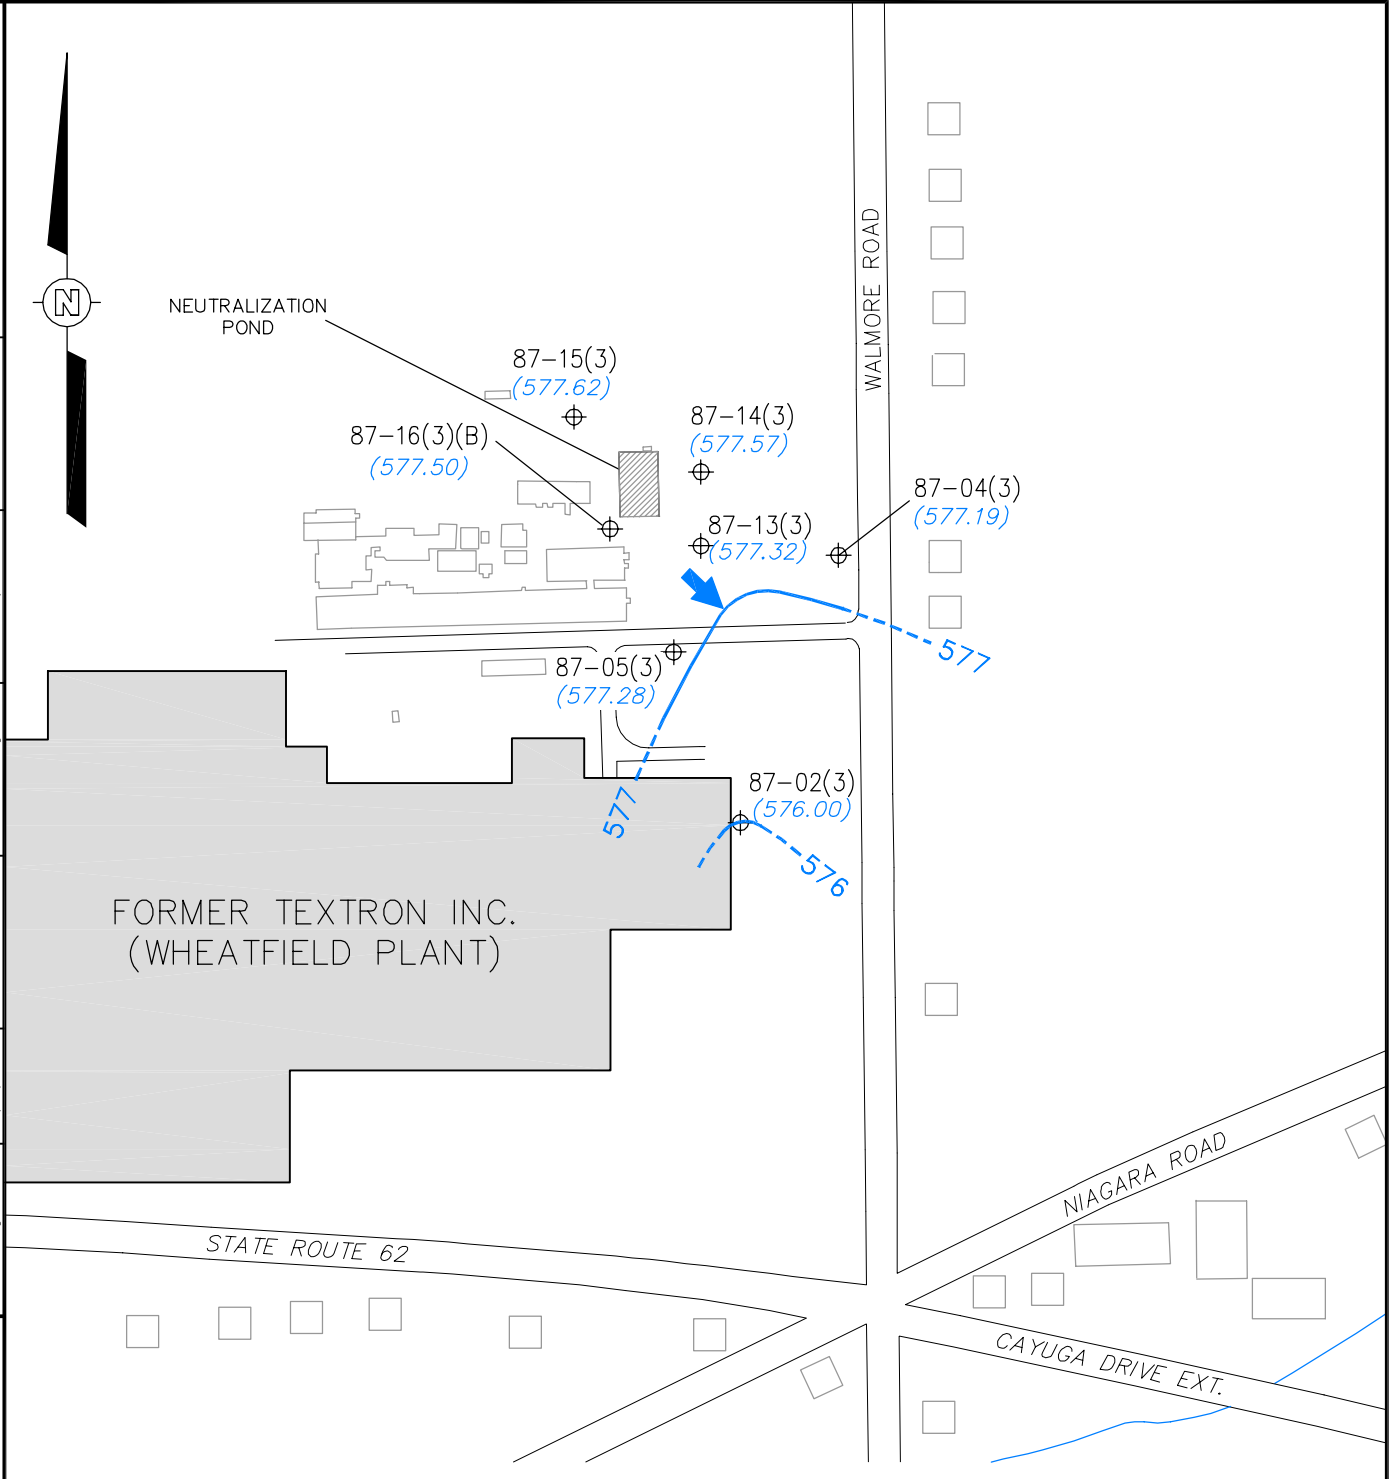 N
NEUTRALIZATION
POND
WALMORE ROAD
87-15(3)
(577.62)
87-14(3)
(577.57)
87-16(3)(B)
(577.50)
87-04(3)
(577.19)
87-13(3)
(577.32)
577
87-05(3)
(577.28)
577
87-02(3)
(576.00)
576
FORMER TEXTRON INC.
(WHEATFIELD PLANT)
NIAGARA ROAD
STATE ROUTE 62
CAYUGA DRIVE EXT.